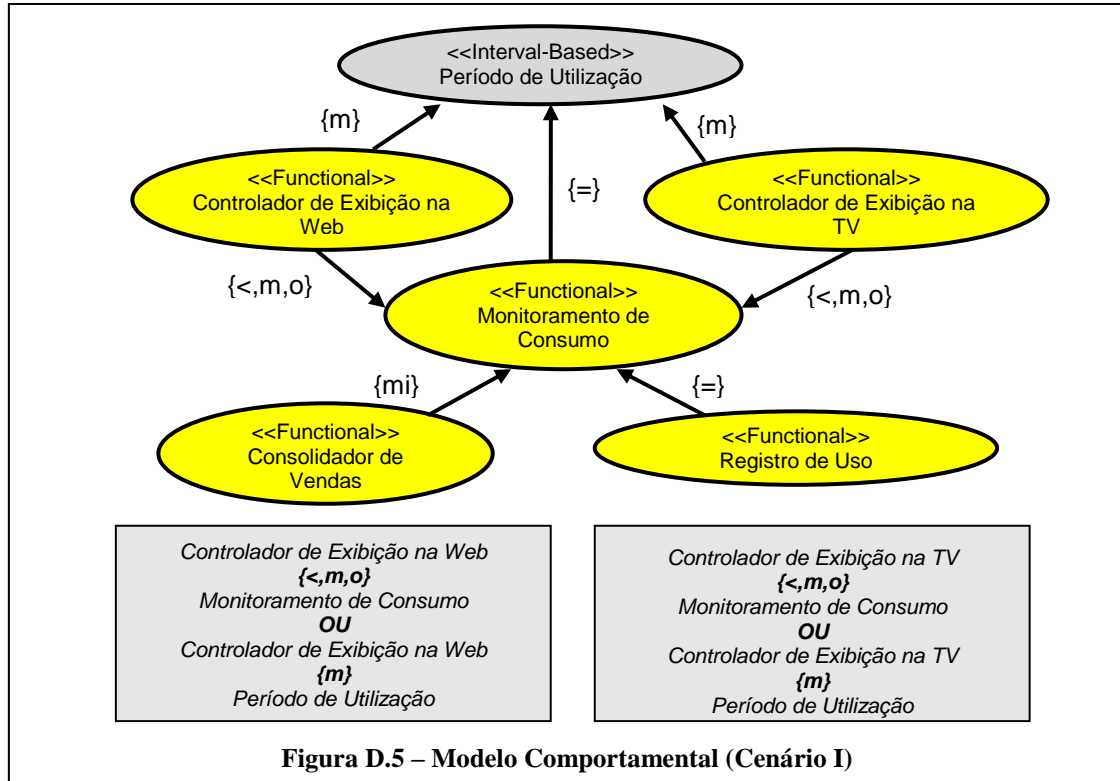 <<Interval-Based>>
Período de Utilização
{m}
{m}
<<Functional>>
Controlador de Exibição na
Web
{=}
<<Functional>>
Controlador de Exibição na
TV
{<,m,o}
{<,m,o}
<<Functional>>
Monitoramento de
Consumo
{mi}
{=}
<<Functional>>
Consolidador de
Vendas
<<Functional>>
Registro de Uso
Controlador de Exibição na Web
{<,m,o}
Monitoramento de Consumo
OU
Controlador de Exibição na Web
{m}
Período de Utilização
Controlador de Exibição na TV
{<,m,o}
Monitoramento de Consumo
OU
Controlador de Exibição na TV
{m}
Período de Utilização
Figura D.5 – Modelo Comportamental (Cenário I)